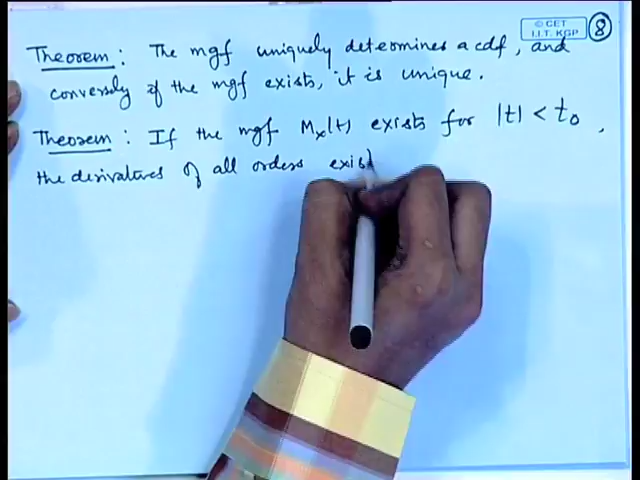 © CET
I.I.T. KGP
8
Theorem: The mgf uniquely determines a cdf, and
conversely if the mgf exists, it is unique.
Theorem: If the mgf Mₓ(t) exists for |t| < t₀,
the derivatives of all orders exist